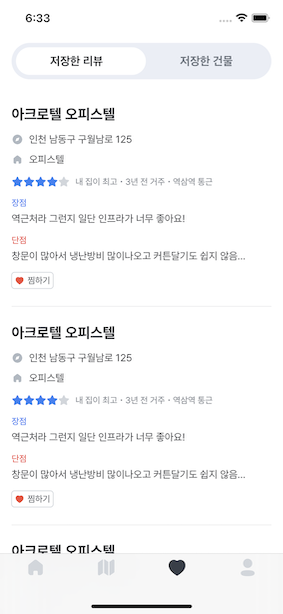 6:33
저장한 리뷰
저장한 건물
아크로텔 오피스텔
인천 남동구 구월남로 125
오피스텔
내 집이 최고 • 3년 전 거주 • 역삼역 통근
장점
역근처라 그런지 일단 인프라가 너무 좋아요!
단점
창문이 많아서 냉난방비 많이나오고 커튼달기도 쉽지 않음...
찜하기
아크로텔 오피스텔
인천 남동구 구월남로 125
오피스텔
내 집이 최고 • 3년 전 거주 • 역삼역 통근
장점
역근처라 그런지 일단 인프라가 너무 좋아요!
단점
창문이 많아서 냉난방비 많이나오고 커튼달기도 쉽지 않음...
찜하기
아크로텔 오피스텔